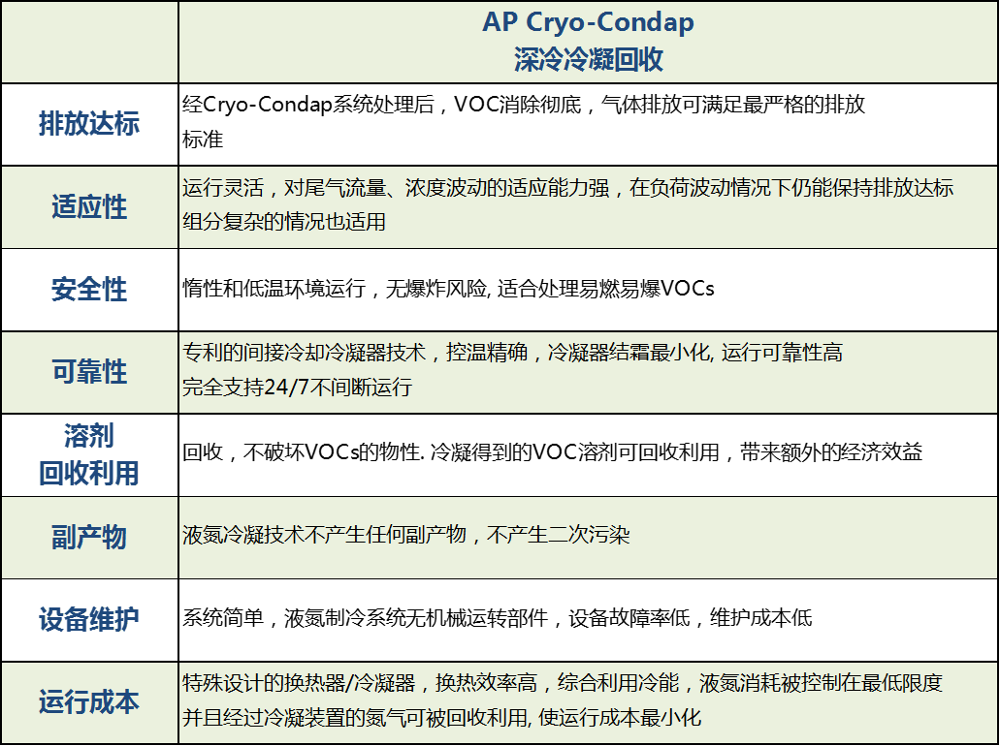 AP Cryo-Condap
深冷冷凝回收
排放达标
经Cryo-Condap系统处理后，VOC消除彻底，气体排放可满足最严格的排放
标准
适应性
运行灵活，对尾气流量、浓度波动的适应能力强，在负荷波动情况下仍能保持排放达标
组分复杂的情况也适用
安全性
惰性和低温环境运行，无爆炸风险, 适合处理易燃易爆VOCs
可靠性
专利的间接冷却冷凝器技术，控温精确，冷凝器结霜最小化, 运行可靠性高
完全支持24/7不间断运行
溶剂
回收利用
回收，不破坏VOCs的物性. 冷凝得到的VOC溶剂可回收利用，带来额外的经济效益
副产物
液氮冷凝技术不产生任何副产物，不产生二次污染
设备维护
系统简单，液氮制冷系统无机械运转部件，设备故障率低，维护成本低
运行成本
特殊设计的换热器/冷凝器，换热效率高，综合利用冷能，液氮消耗被控制在最低限度
并且经过冷凝装置的氮气可被回收利用, 使运行成本最小化